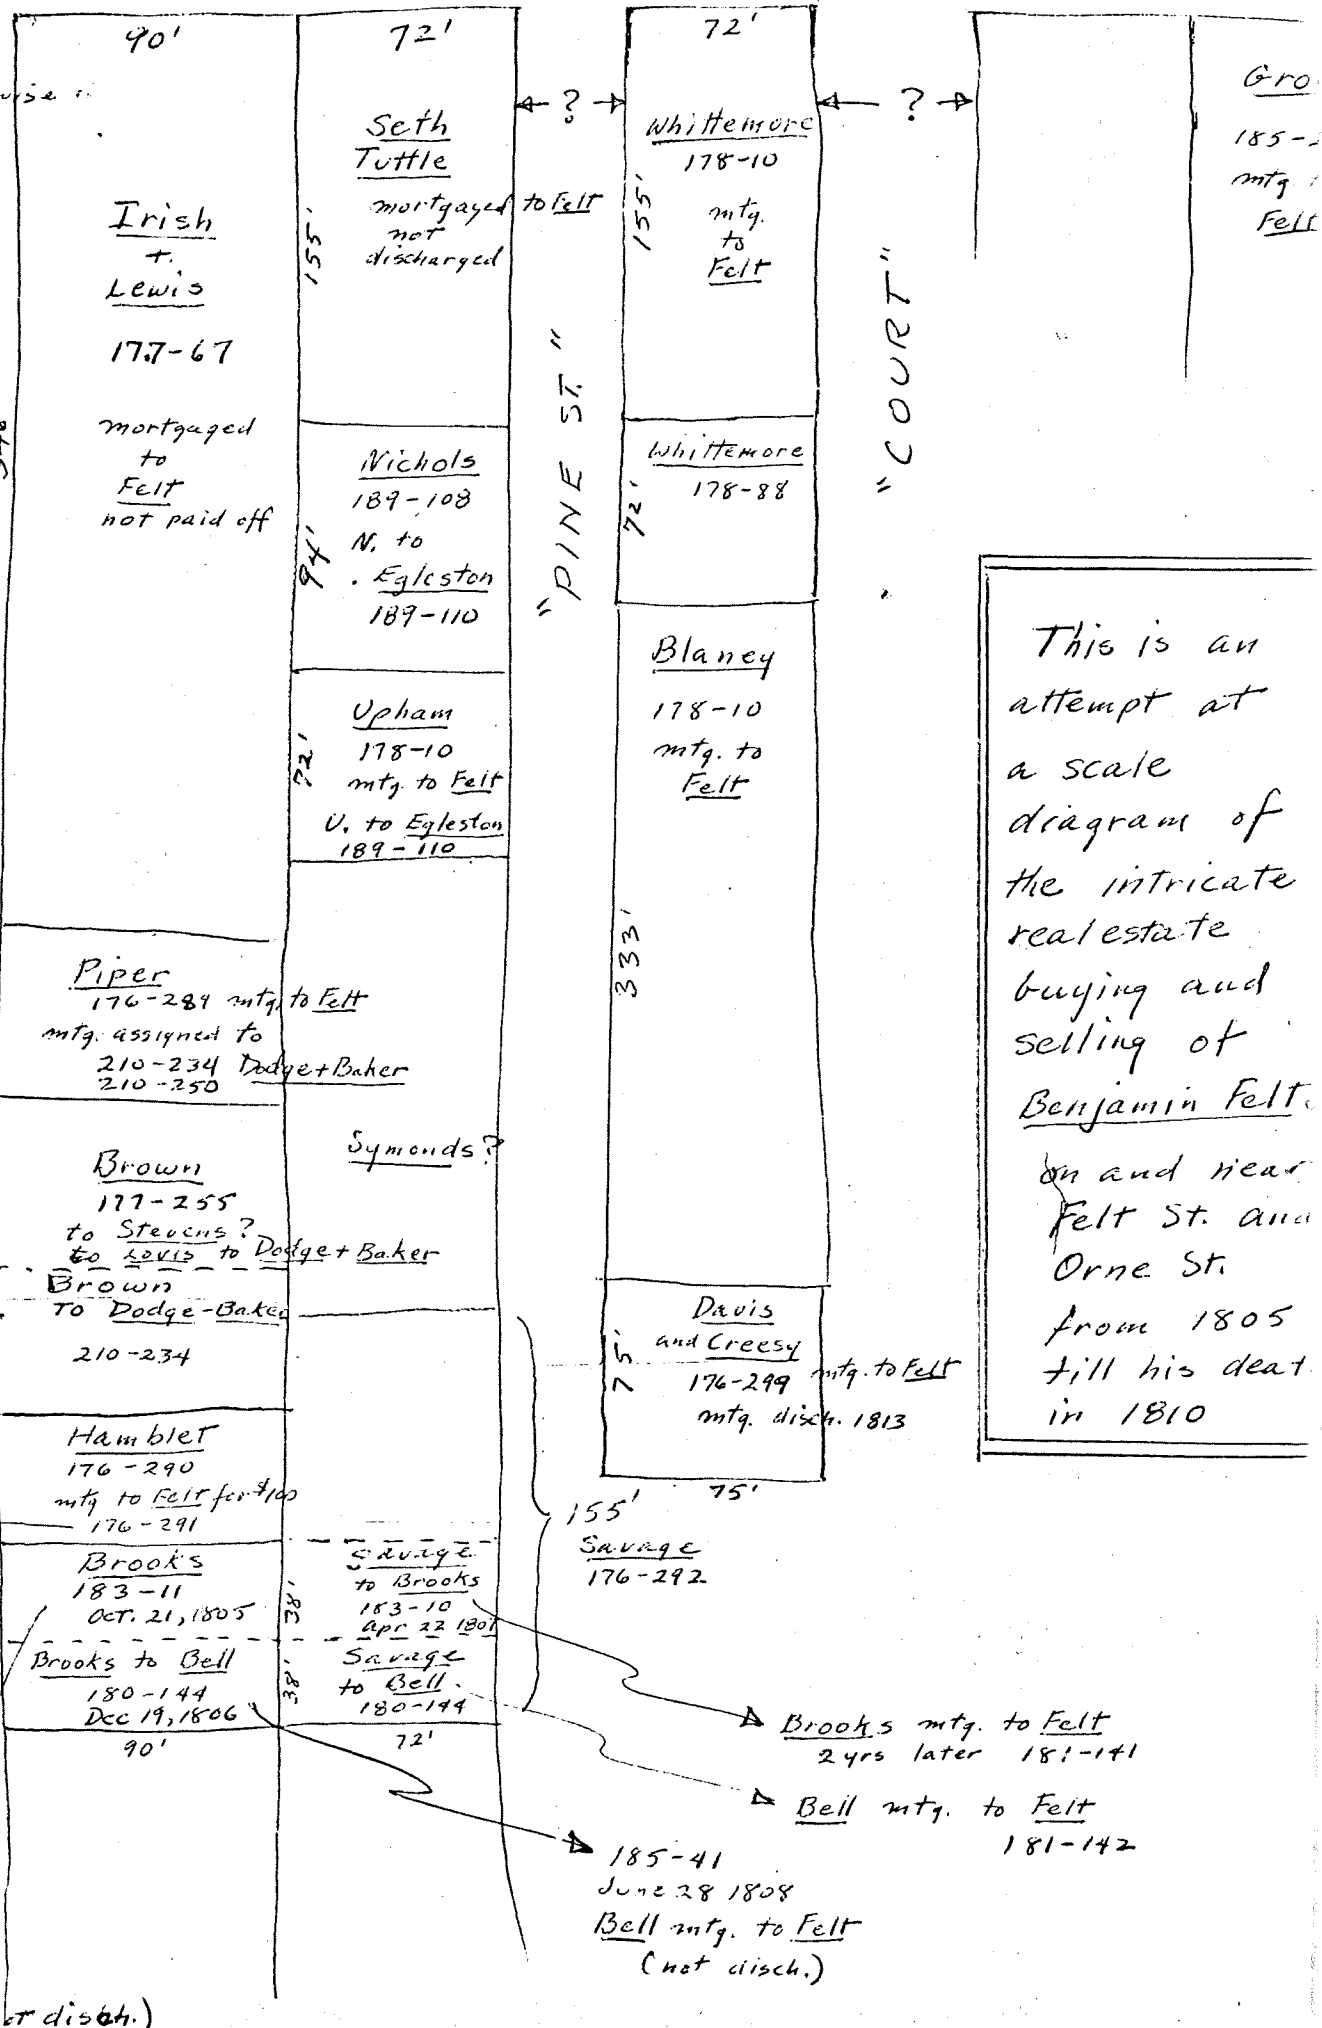 90'
72'
72'
← ? →
← ? →
Irish
+
Lewis
177-67
mortgaged
to
Felt
not paid off
Seth
Tuttle
mortgaged to Felt
not
discharged
155'
Nichols
189-108
N. to
Egleston
189-110
94'
Upham
178-10
mtg. to Felt
U. to Egleston
189-110
72'
"PINE ST."
Whittemore
178-10
mtg.
to
Felt
155'
Whittemore
178-88
72'
Blaney
178-10
mtg. to
Felt
333'
"COURT"
mtg
Felt
This is an
attempt at
a scale
diagram of
the intricate
real estate
buying and
selling of
Benjamin Felt.
on and near
Felt St. and
Orne St.
from 1805
till his deat
in 1810
Piper
176-289 mtg. to Felt
mtg. assigned to
210-234 Dodge + Baker
210-250
Brown
177-255
to Stevens?
to Lovis to Dodge + Baker
Brown
To Dodge-Baker
210-234
Symonds?
Davis
and Creesy
176-299 mtg. to Felt
mtg. disch. 1813
75'
75'
Hamblet
176-290
mtg to Felt for $100
176-291
155'
Savage
176-292
Brooks
183-11
Oct. 21, 1805
38'
Savage
to Brooks
183-10
Apr 22 1807
Brooks to Bell
180-144
Dec 19, 1806
90'
38'
Savage
to Bell.
180-144
72'
Brooks mtg. to Felt
2 yrs later 181-141
Bell mtg. to Felt
181-142
185-41
June 28 1808
Bell mtg. to Felt
(not disch.)
disch.)